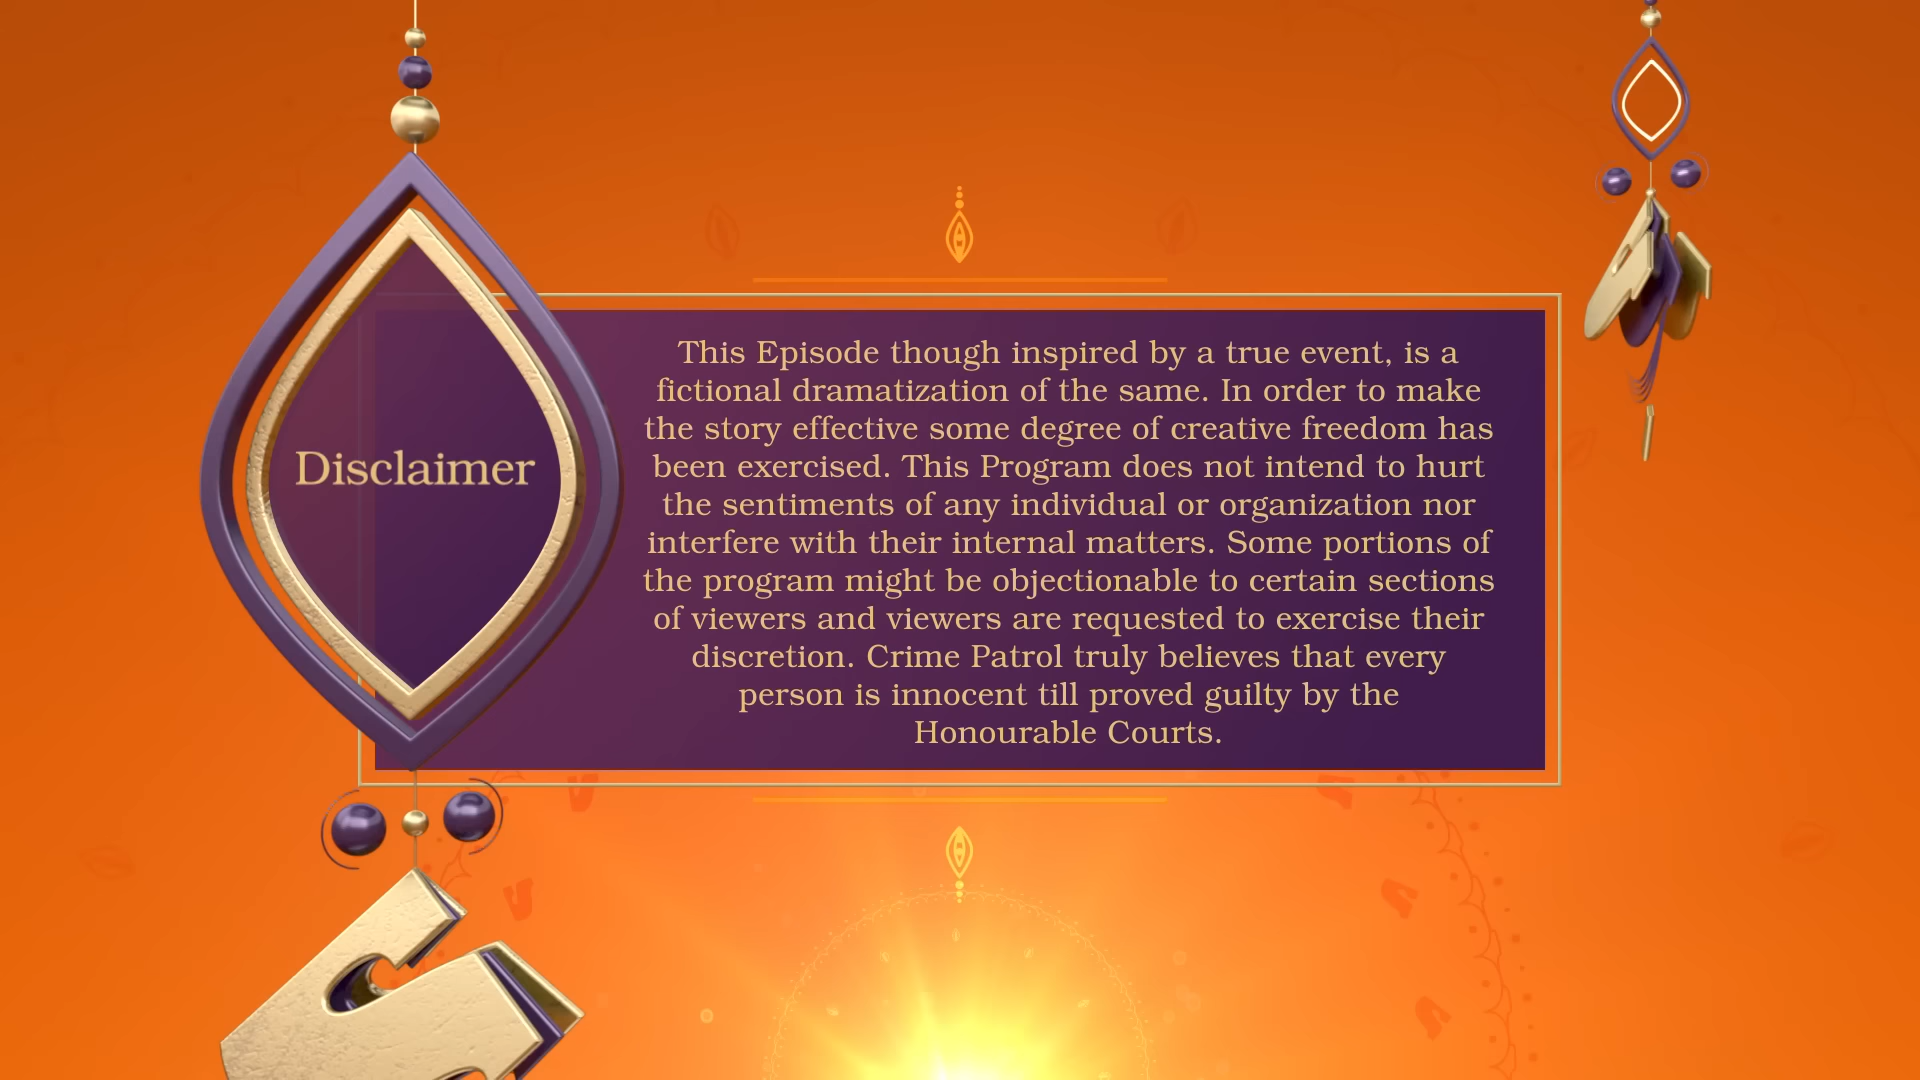 Disclaimer
This Episode though inspired by a true event, is a
fictional dramatization of the same. In order to make
the story effective some degree of creative freedom has
been exercised. This Program does not intend to hurt
the sentiments of any individual or organization nor
interfere with their internal matters. Some portions of
the program might be objectionable to certain sections
of viewers and viewers are requested to exercise their
discretion. Crime Patrol truly believes that every
person is innocent till proved guilty by the
Honourable Courts.